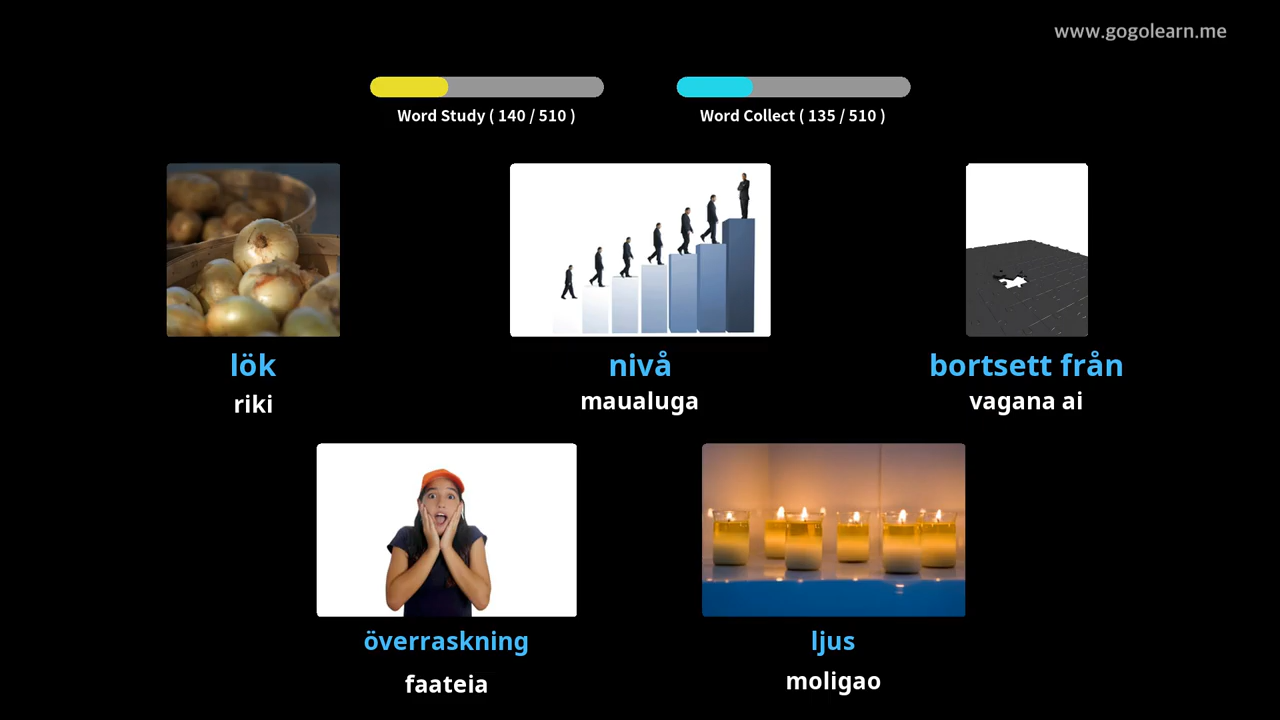 www.gogolearn.me
Word Study ( 140 / 510 )
Word Collect ( 135 / 510 )
lök
nivå
bortsett från
riki
maualuga
vagana ai
överraskning
ljus
faateia
moligao